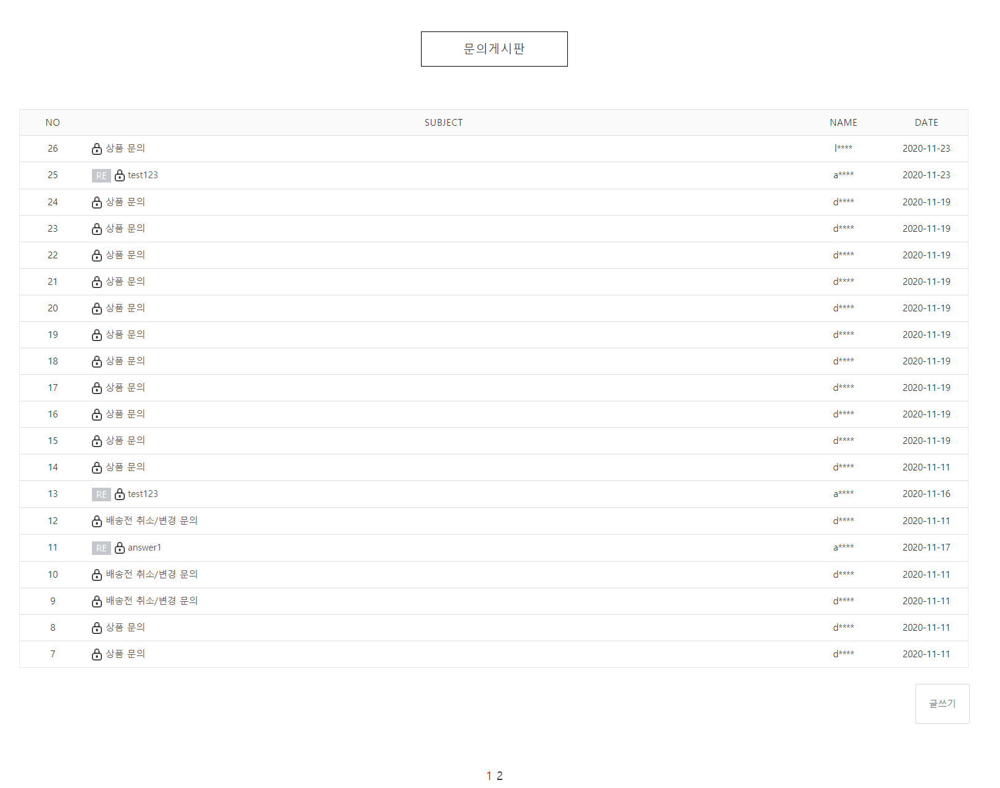 문의게시판
NO SUBJECT NAME DATE
26 상품 문의 l**** 2020-11-23
25 RE test123 a**** 2020-11-23
24 상품 문의 d**** 2020-11-19
23 상품 문의 d**** 2020-11-19
22 상품 문의 d**** 2020-11-19
21 상품 문의 d**** 2020-11-19
20 상품 문의 d**** 2020-11-19
19 상품 문의 d**** 2020-11-19
18 상품 문의 d**** 2020-11-19
17 상품 문의 d**** 2020-11-19
16 상품 문의 d**** 2020-11-19
15 상품 문의 d**** 2020-11-19
14 상품 문의 d**** 2020-11-11
13 RE test123 a**** 2020-11-16
12 배송전 취소/변경 문의 d**** 2020-11-11
11 RE answer1 a**** 2020-11-17
10 배송전 취소/변경 문의 d**** 2020-11-11
9 배송전 취소/변경 문의 d**** 2020-11-11
8 상품 문의 d**** 2020-11-11
7 상품 문의 d**** 2020-11-11
글쓰기
1 2